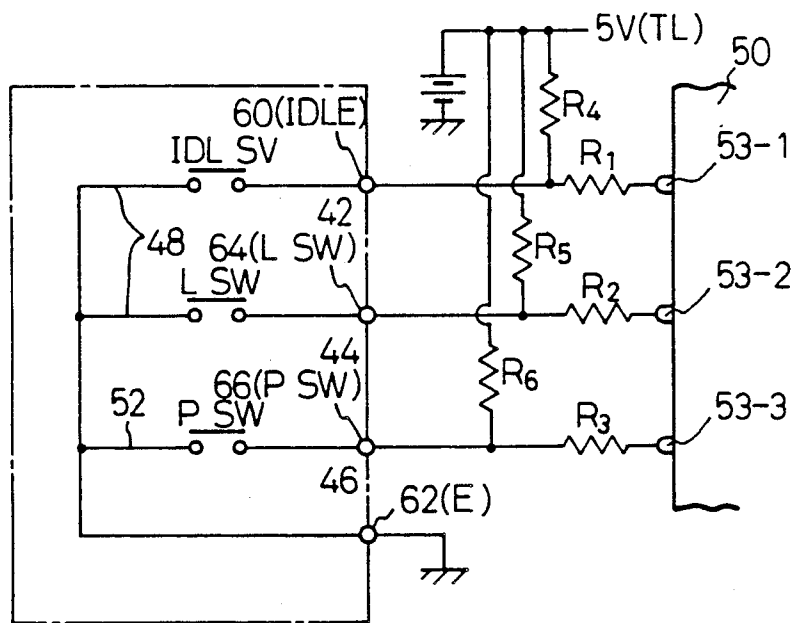 5V(TL)
50
60(IDLE)
R4
IDL SV
R1
53-1
42
48
64(L SW)
L SW
R5
R2
53-2
44
66(P SW)
52
P SW
R6
R3
53-3
46
62(E)